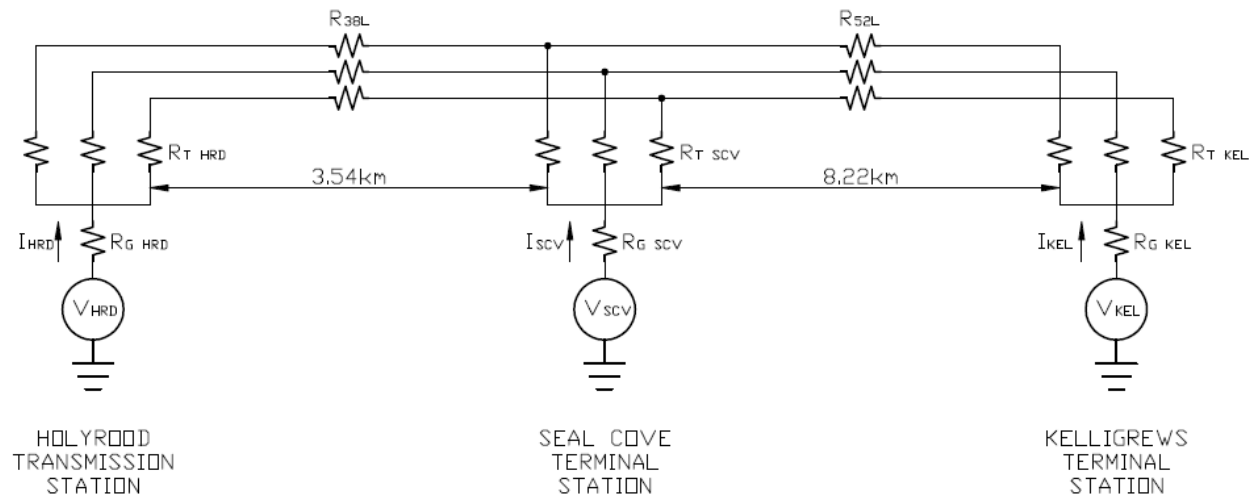 R38L R52L
RT HRD RT SCV RT KEL
3.54km 8.22km
IHRD RG HRD ISCV RG SCV IKEL RG KEL
VHRD VSCV VKEL
HOLYROOD SEAL COVE KELLIGREWS
TRANSMISSION TERMINAL TERMINAL
STATION STATION STATION